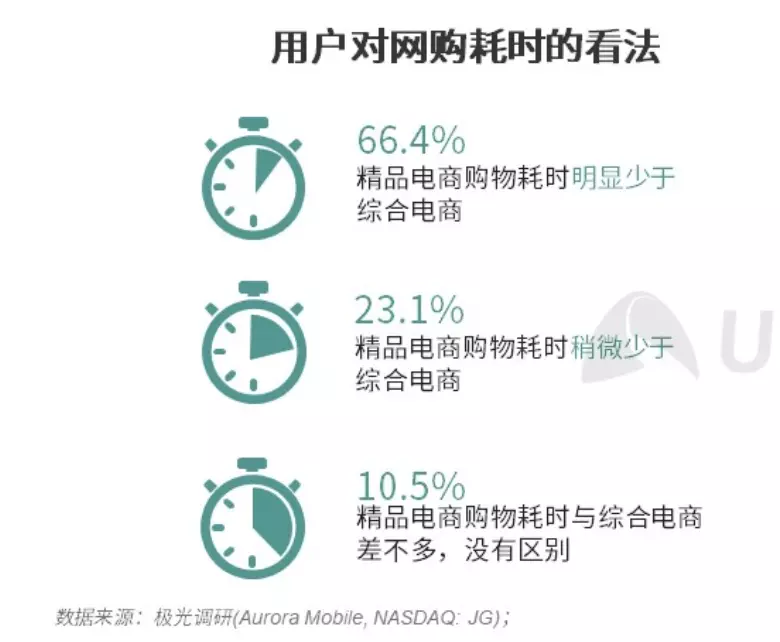 用户对网购耗时的看法
66.4%
精品电商购物耗时明显少于
综合电商
23.1%
精品电商购物耗时稍微少于
综合电商
10.5%
精品电商购物耗时与综合电商
差不多，没有区别
数据来源：极光调研(Aurora Mobile, NASDAQ: JG)；